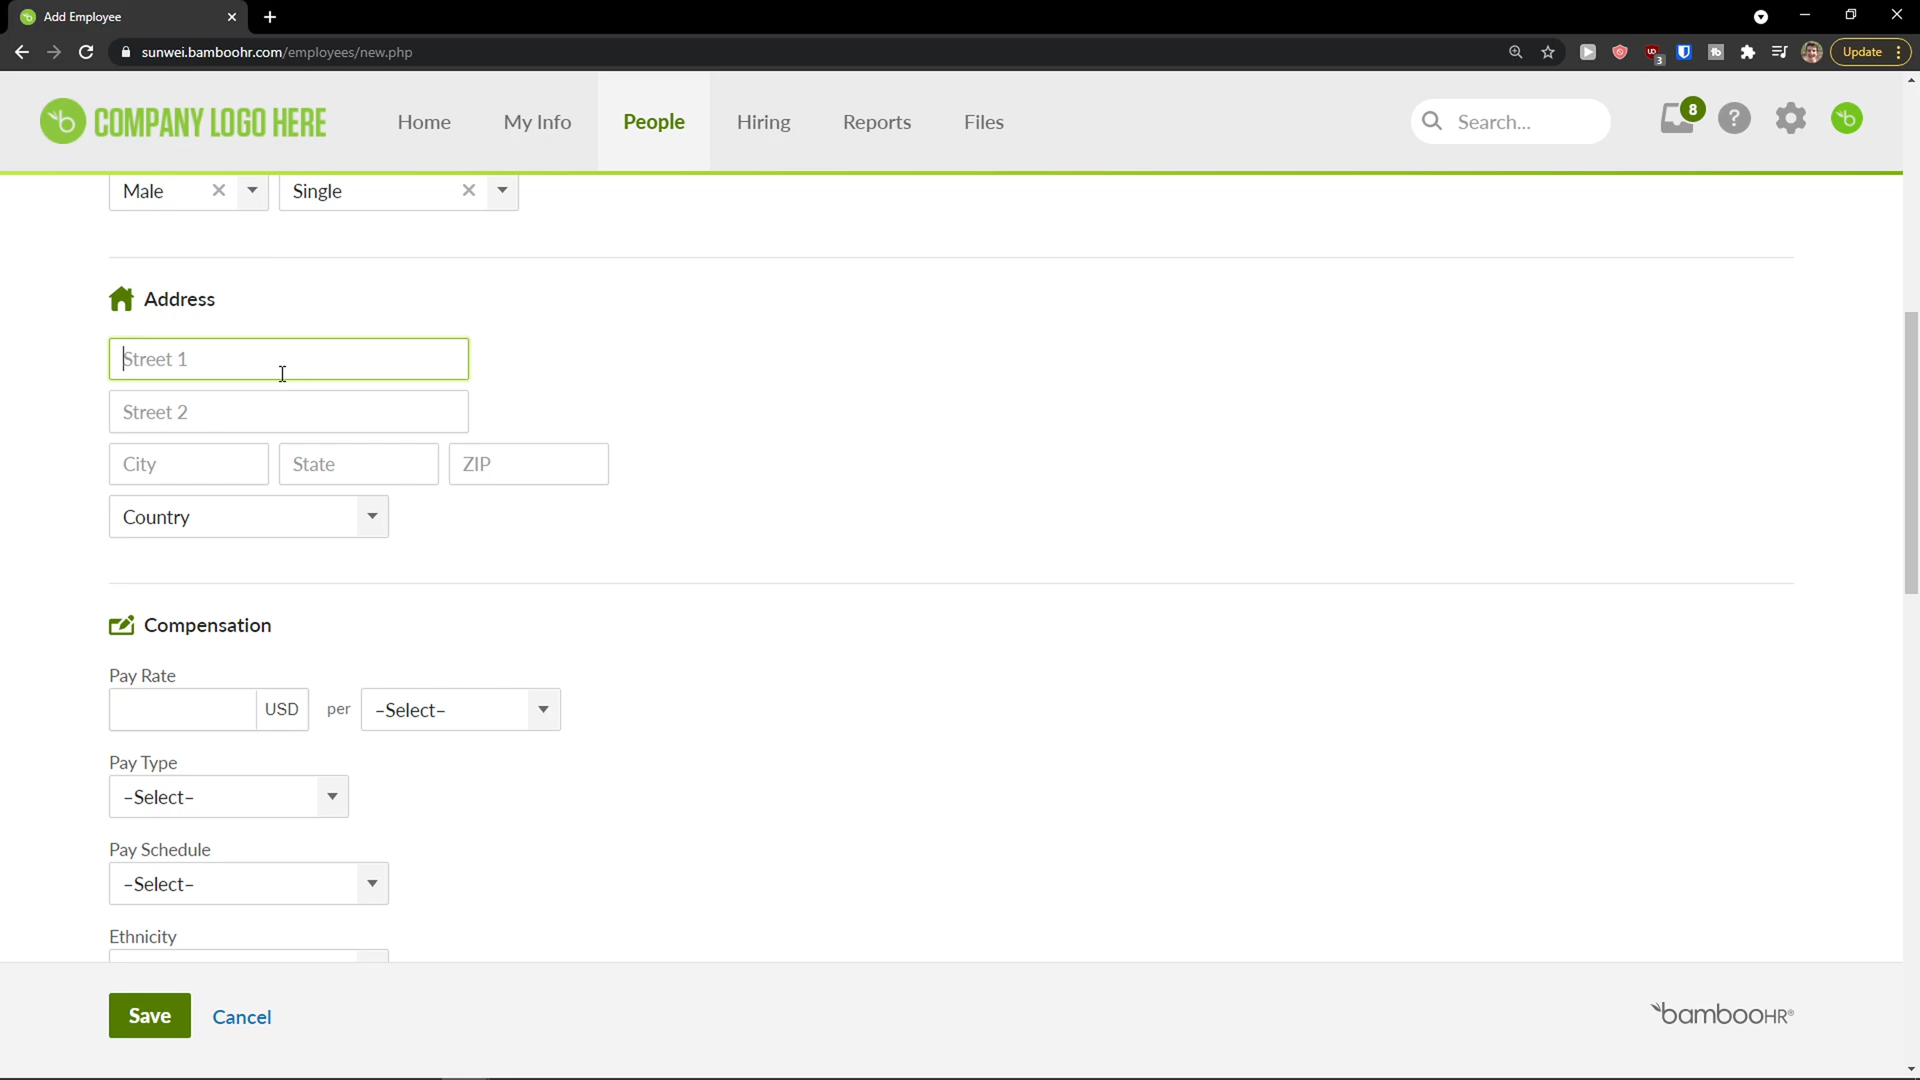 Add Employee
sunwei.bamboohr.com/employees/new.php
3
Update
COMPANY LOGO HERE
Home
My Info
People
Hiring
Reports
Files
Search...
8
Male
Single
Address
Street 1
Street 2
City
State
ZIP
Country
Compensation
Pay Rate
USD
per
–Select–
Pay Type
–Select–
Pay Schedule
–Select–
Ethnicity
Save
Cancel
bambooHR®